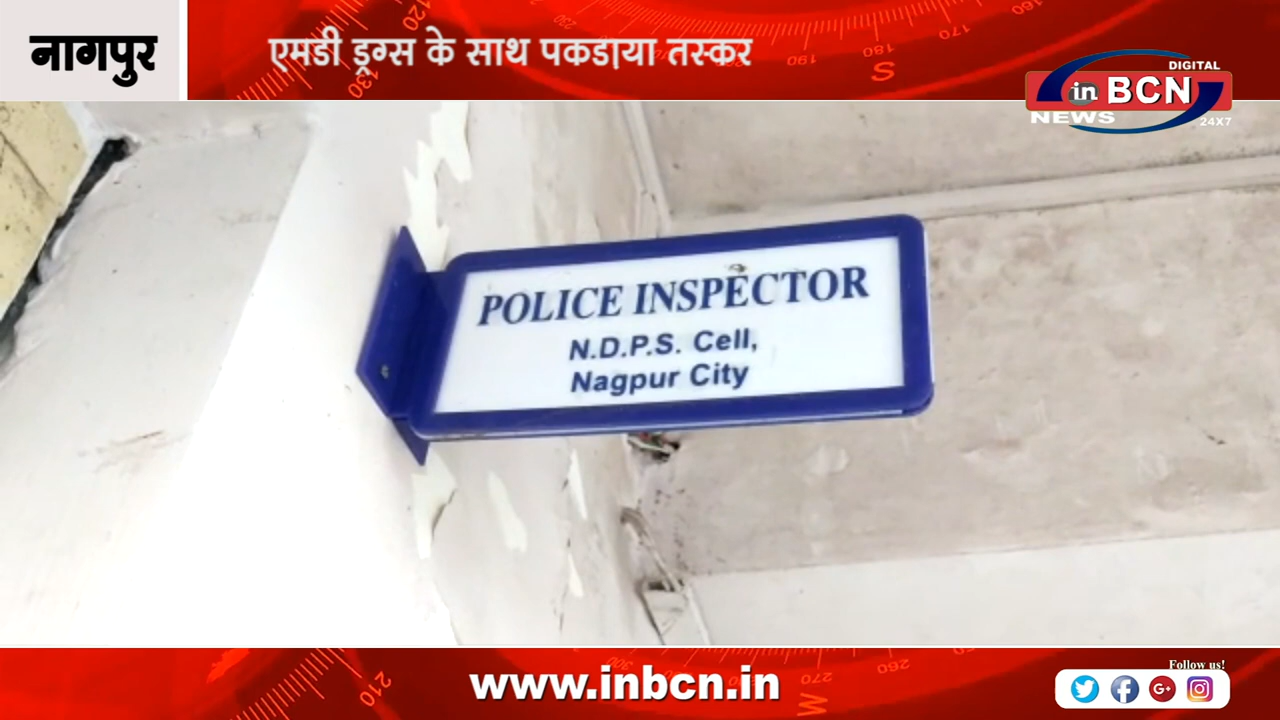 नागपुर
एमडी ड्रग्स के साथ पकडा़या तस्कर
DIGITAL
in BCN
NEWS
24X7
POLICE INSPECTOR
N.D.P.S. Cell,
Nagpur City
www.inbcn.in
Follow us!